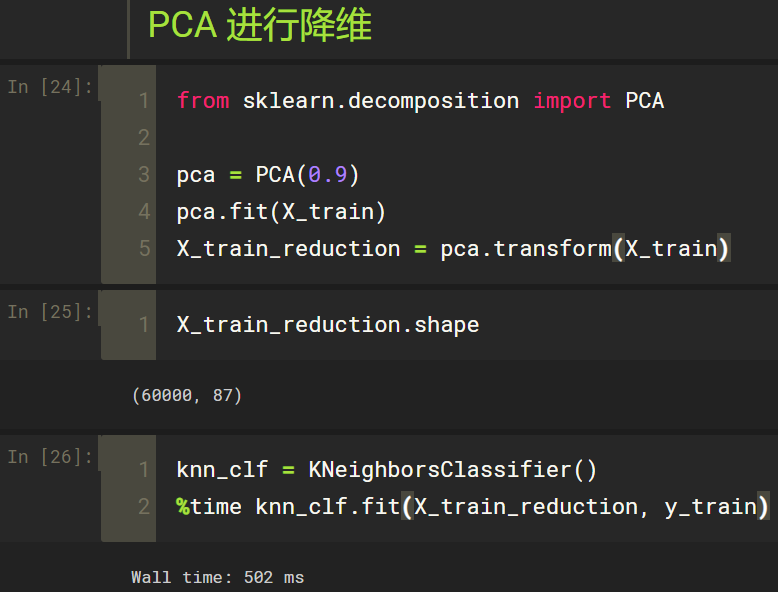 PCA 进行降维
In [24]:
1 from sklearn.decomposition import PCA
2
3 pca = PCA(0.9)
4 pca.fit(X_train)
5 X_train_reduction = pca.transform(X_train)
In [25]:
1 X_train_reduction.shape
(60000, 87)
In [26]:
1 knn_clf = KNeighborsClassifier()
2 %time knn_clf.fit(X_train_reduction, y_train)
Wall time: 502 ms